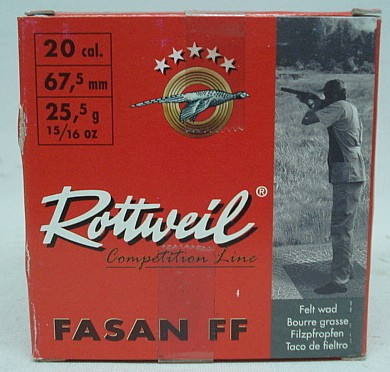 20 cal.
67,5 mm
25,5 g
15/16 oz
Rottweil®
Competition Line
FASAN FF
Felt wad
Bourre grasse
Filzpfropfen
Taco de fieltro